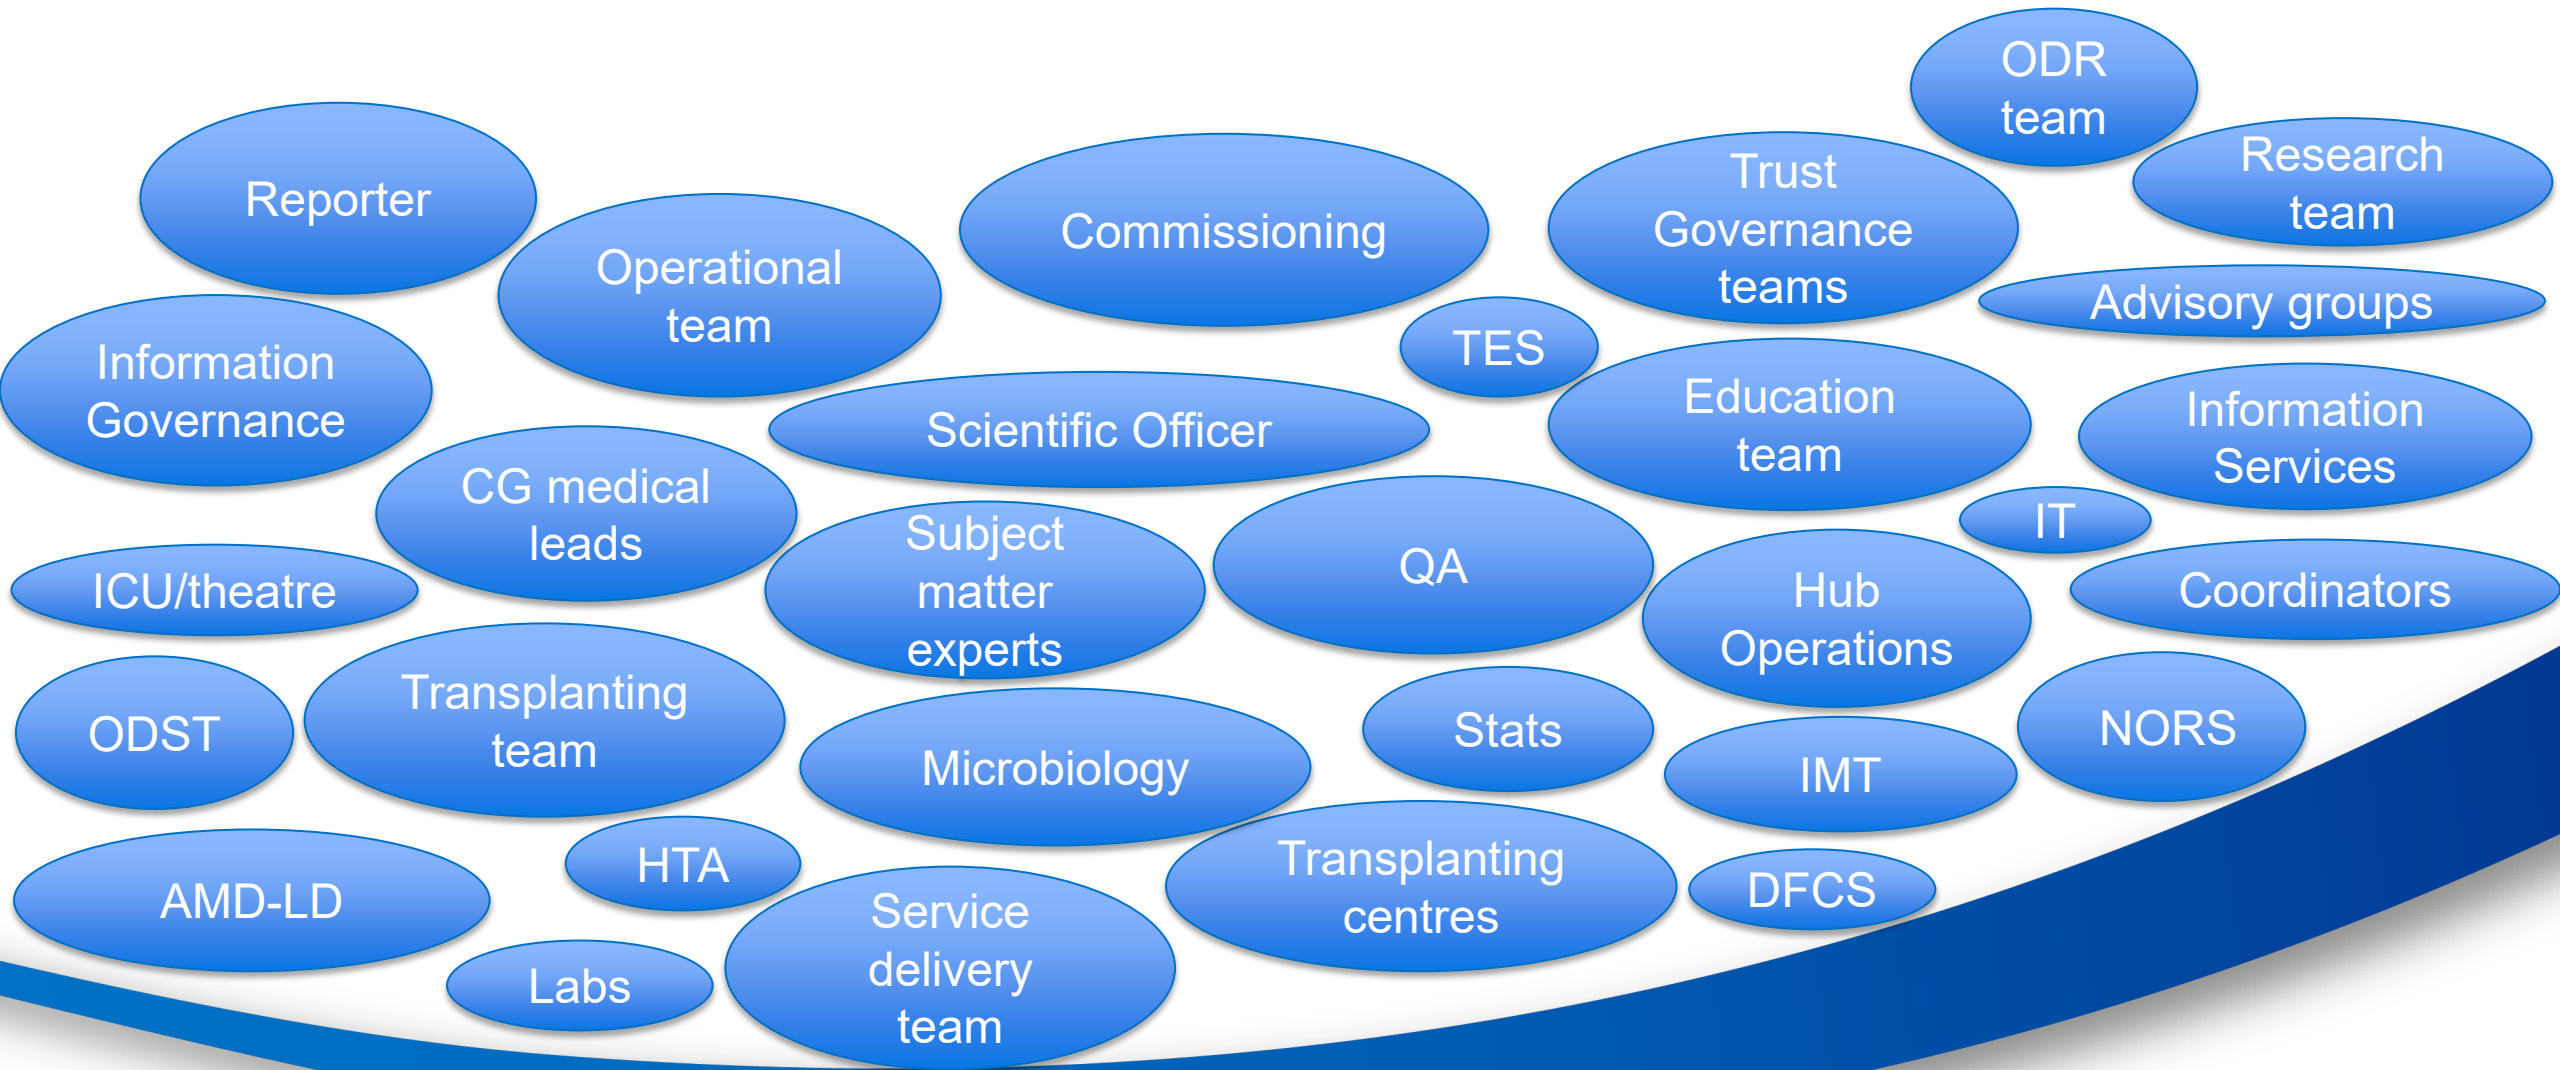 ODR
team
Reporter
Operational
team
Commissioning
Trust
Governance
teams
Research
team
Advisory groups
Information
Governance
TES
Scientific Officer
Education
team
Information
Services
CG medical
leads
Subject
matter
experts
QA
IT
ICU/theatre
Hub
Operations
Coordinators
ODST
Transplanting
team
Microbiology
Stats
IMT
NORS
AMD-LD
HTA
Transplanting
centres
DFCS
Labs
Service
delivery
team